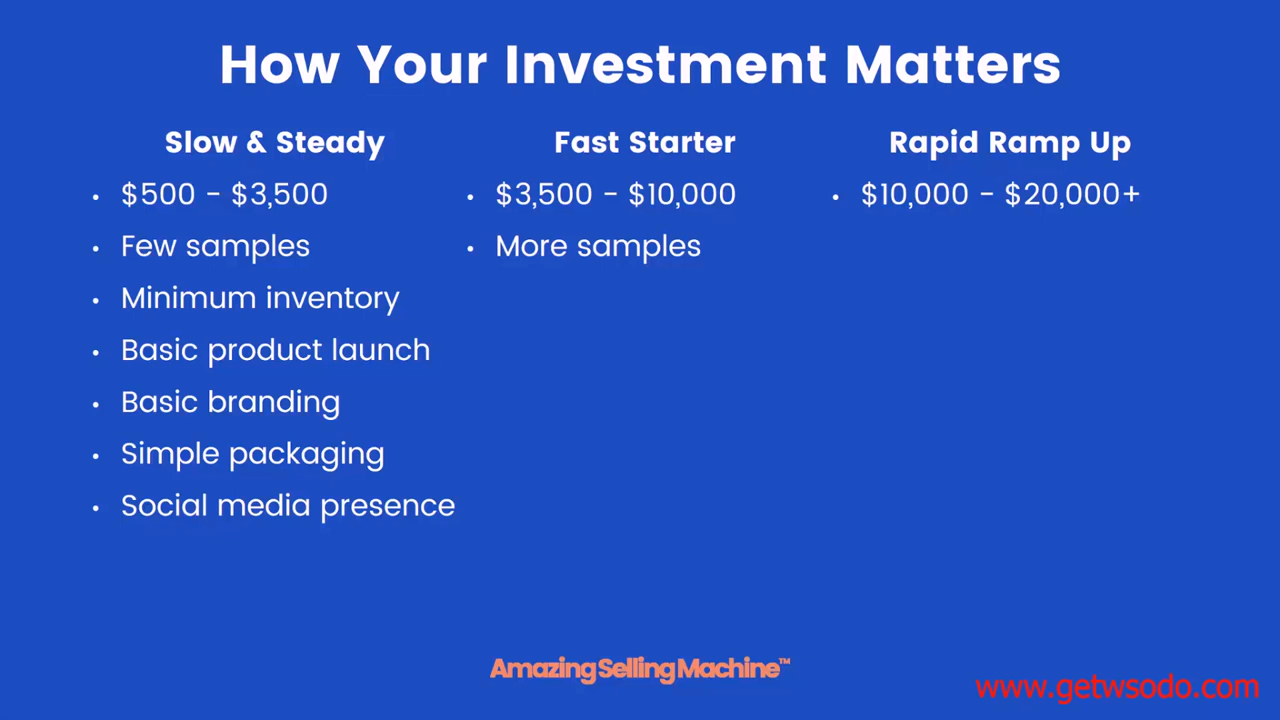 How Your Investment Matters
Slow & Steady
• $500 - $3,500
• Few samples
• Minimum inventory
• Basic product launch
• Basic branding
• Simple packaging
• Social media presence
Fast Starter
• $3,500 - $10,000
• More samples
Rapid Ramp Up
• $10,000 - $20,000+
AmazingSellingMachine™
www.getwsodo.com